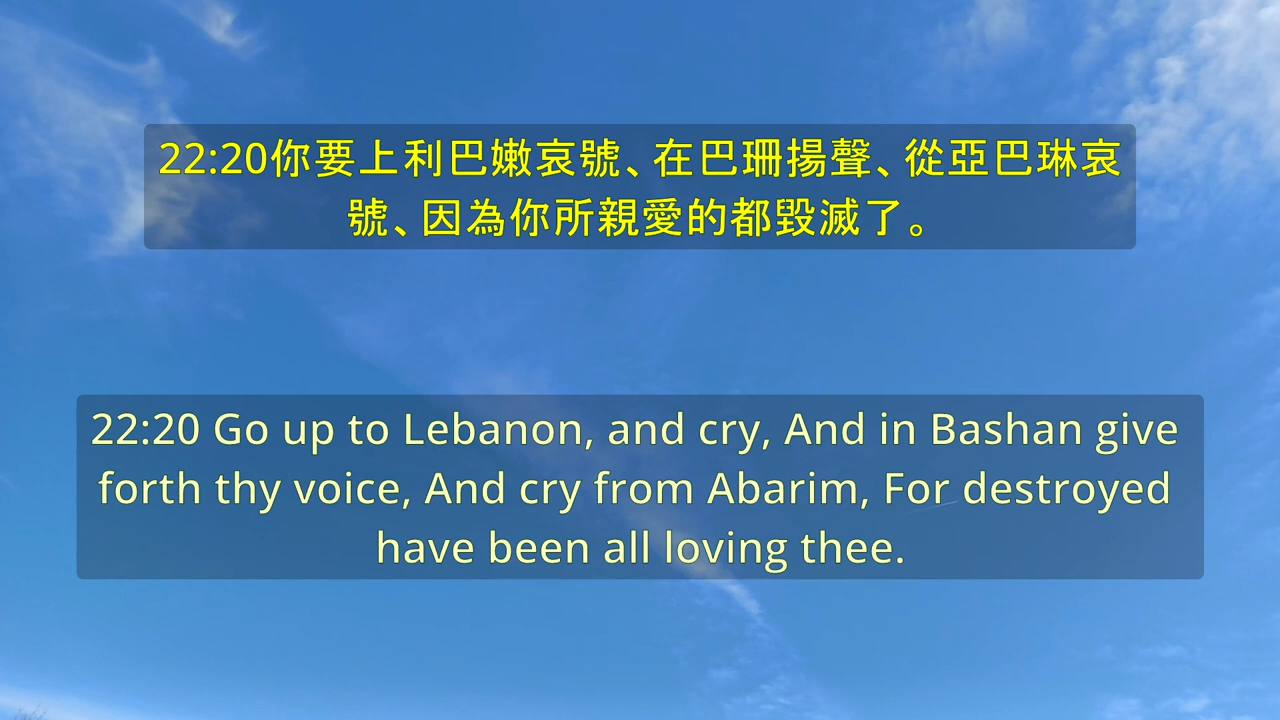 22:20你要上利巴嫩哀號、在巴珊揚聲、從亞巴琳哀
號、因為你所親愛的都毀滅了。
22:20 Go up to Lebanon, and cry, And in Bashan give
forth thy voice, And cry from Abarim, For destroyed
have been all loving thee.